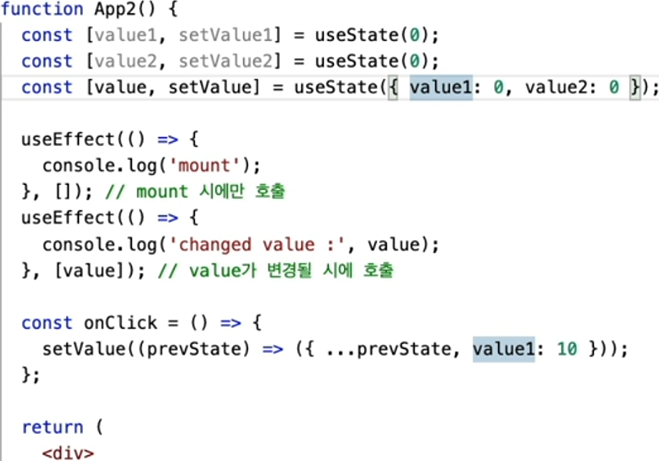 function App2() {
const [value1, setValue1] = useState(0);
const [value2, setValue2] = useState(0);
const [value, setValue] = useState({ value1: 0, value2: 0 });
useEffect(() => {
console.log('mount');
}, []); // mount 시에만 호출
useEffect(() => {
console.log('changed value :', value);
}, [value]); // value가 변경될 시에 호출
const onClick = () => {
setValue((prevState) => ({ ...prevState, value1: 10 }));
};
return (
<div>